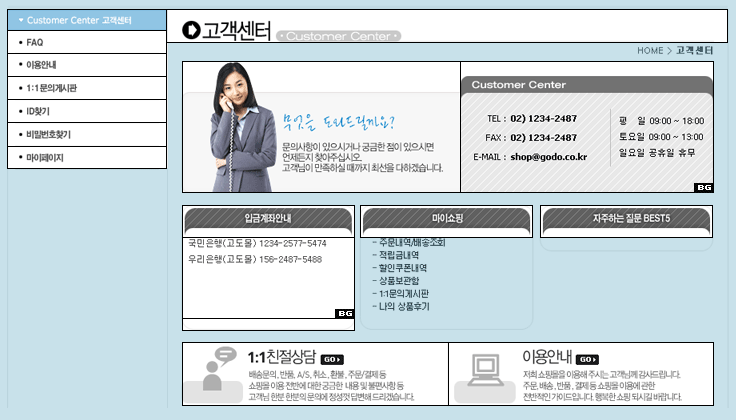 Customer Center 고객센터
FAQ
이용안내
1:1문의게시판
ID찾기
비밀번호찾기
마이페이지
고객센터 · Customer Center ·
HOME > 고객센터
무엇을 도와드릴까요?
문의사항이 있으시거나 궁금한 점이 있으시면
언제든지 찾아주십시오.
고객님이 만족하실 때까지 최선을 다하겠습니다.
Customer Center
TEL : 02) 1234-2487
FAX : 02) 1234-2487
E-MAIL : shop@godo.co.kr
평 일 09:00 ~ 18:00
토요일 09:00 ~ 13:00
일요일 공휴일 휴무
BG
입금계좌안내
국민은행(고도몰) 1234-2577-5474
우리은행(고도몰) 156-2487-5488
BG
마이쇼핑
- 주문내역/배송조회
- 적립금내역
- 할인쿠폰내역
- 상품보관함
- 1:1문의게시판
- 나의 상품후기
자주하는 질문 BEST5
1:1친절상담 GO
배송문의, 반품, A/S, 취소, 환불, 주문/결제 등
쇼핑몰 이용 전반에 대한 궁금한 내용 및 불편사항 등
고객님 한분 한분의 문의에 정성껏 답변해 드리겠습니다.
이용안내 GO
저희 쇼핑몰을 이용해 주시는 고객님께 감사드립니다.
주문, 배송, 반품, 결제 등 쇼핑몰 이용에 관한
전반적인 가이드입니다. 행복한 쇼핑 되시길 바랍니다.